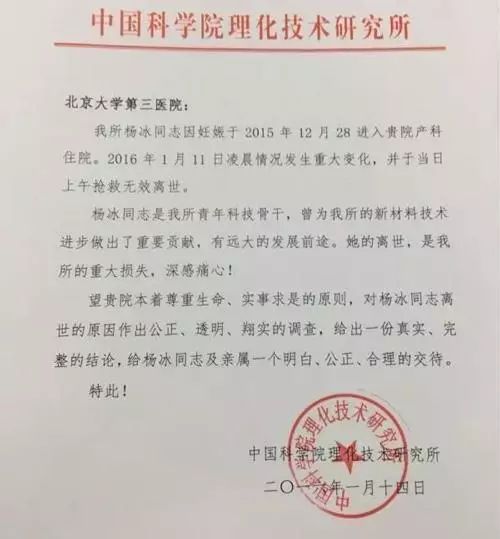 中国科学院理化技术研究所
北京大学第三医院：
我所杨冰同志因妊娠于 2015 年 12 月 28 进入贵院产科
住院。2016 年 1 月 11 日凌晨情况发生重大变化，并于当日
上午抢救无效离世。
杨冰同志是我所青年科技骨干，曾为我所的新材料技术
进步做出了重要贡献，有远大的发展前途。她的离世，是我
所的重大损失，深感痛心！
望贵院本着尊重生命、实事求是的原则，对杨冰同志离
世的原因作出公正、透明、翔实的调查，给出一份真实、完
整的结论，给杨冰同志及亲属一个明白、公正、合理的交待。
特此！
中国科学院理化技术研究所
二〇一六年一月十四日
中国科学院理化技术研究所